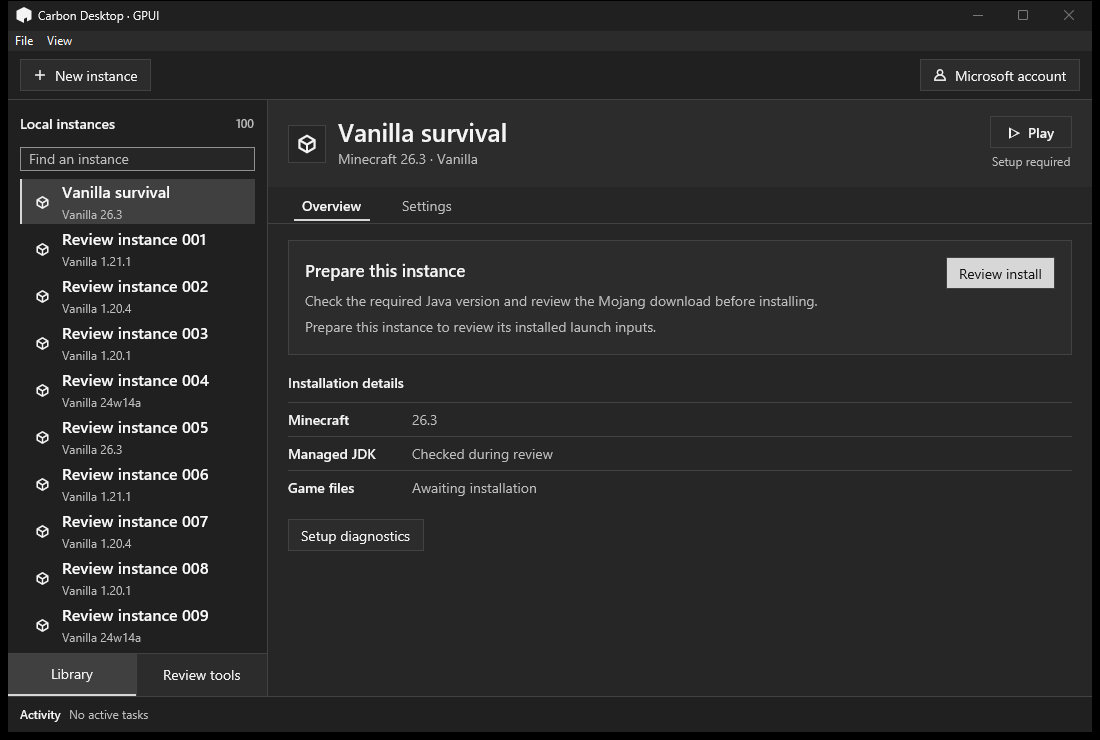 Carbon Desktop · GPUI
File View
New instance
Microsoft account
Local instances 100
Find an instance
Vanilla survival
Vanilla 26.3
Review instance 001
Vanilla 1.21.1
Review instance 002
Vanilla 1.20.4
Review instance 003
Vanilla 1.20.1
Review instance 004
Vanilla 24w14a
Review instance 005
Vanilla 26.3
Review instance 006
Vanilla 1.21.1
Review instance 007
Vanilla 1.20.4
Review instance 008
Vanilla 1.20.1
Review instance 009
Vanilla 24w14a
Library
Review tools
Vanilla survival
Minecraft 26.3 · Vanilla
Play
Setup required
Overview Settings
Prepare this instance
Review install
Check the required Java version and review the Mojang download before installing.
Prepare this instance to review its installed launch inputs.
Installation details
Minecraft 26.3
Managed JDK Checked during review
Game files Awaiting installation
Setup diagnostics
Activity No active tasks